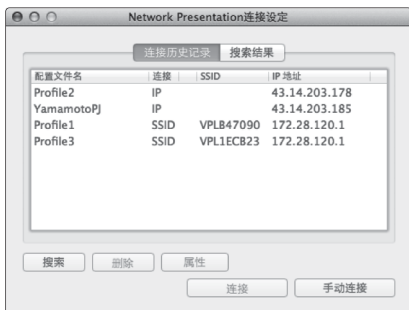 Network Presentation连接设定
连接历史记录 搜索结果
配置文件名 连接 SSID IP 地址
Profile2 IP 43.14.203.178
YamamotoPJ IP 43.14.203.185
Profile1 SSID VPLB47090 172.28.120.1
Profile3 SSID VPL1ECB23 172.28.120.1
搜索 删除 属性
连接 手动连接